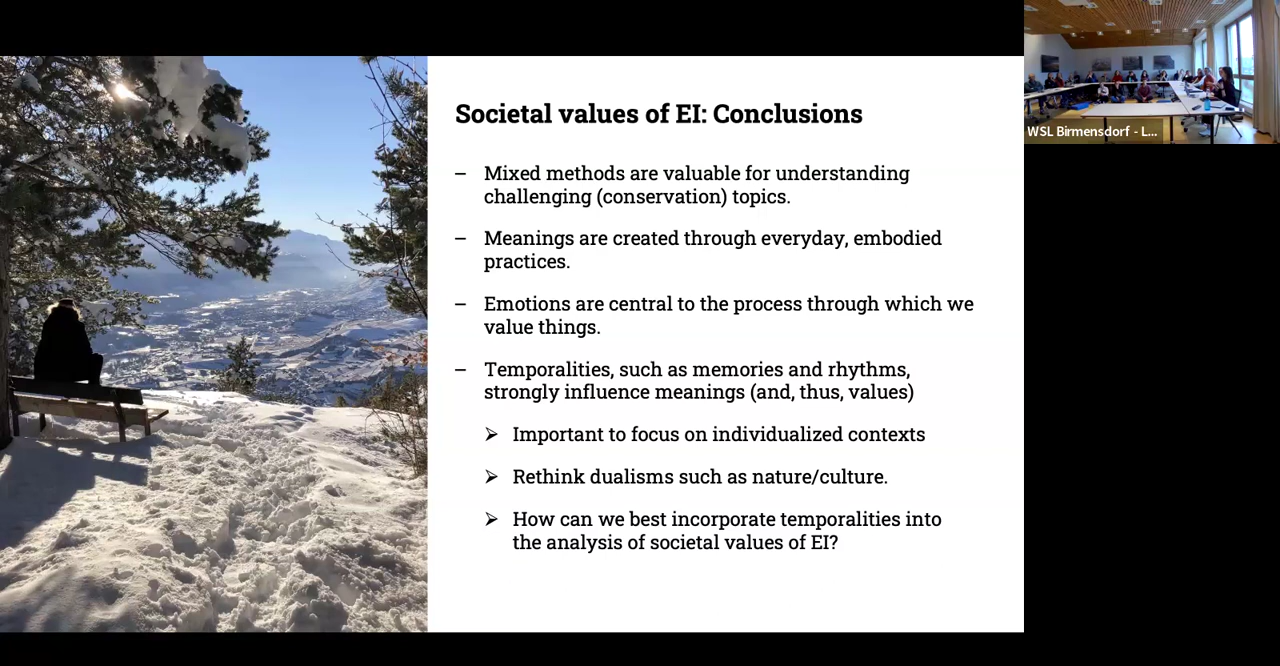 Societal values of EI: Conclusions
– Mixed methods are valuable for understanding
challenging (conservation) topics.
– Meanings are created through everyday, embodied
practices.
– Emotions are central to the process through which we
value things.
– Temporalities, such as memories and rhythms,
strongly influence meanings (and, thus, values)
➢ Important to focus on individualized contexts
➢ Rethink dualisms such as nature/culture.
➢ How can we best incorporate temporalities into
the analysis of societal values of EI?
WSL Birmensdorf - L...